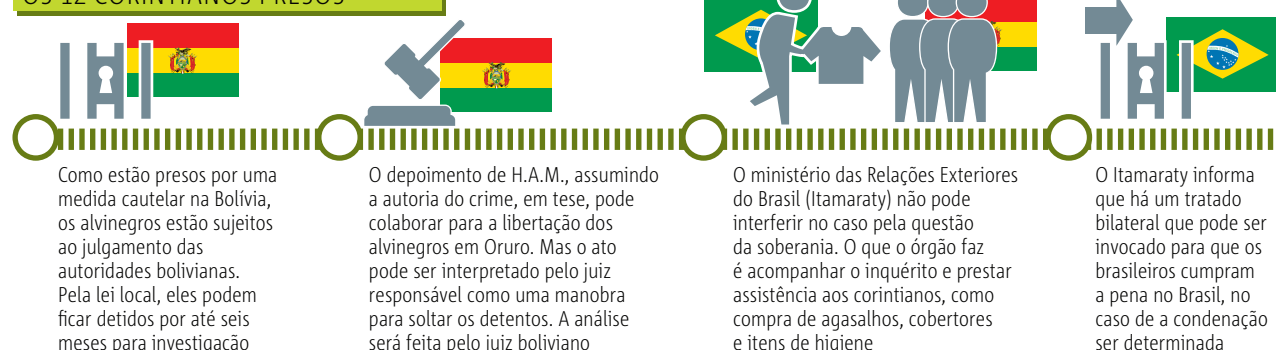 OS 12 CORINTIANOS PRESOS
Como estão presos por uma
medida cautelar na Bolívia,
os alvinegros estão sujeitos
ao julgamento das
autoridades bolivianas.
Pela lei local, eles podem
ficar detidos por até seis
meses para investigação
O depoimento de H.A.M., assumindo
a autoria do crime, em tese, pode
colaborar para a libertação dos
alvinegros em Oruro. Mas o ato
pode ser interpretado pelo juiz
responsável como uma manobra
para soltar os detentos. A análise
será feita pelo juiz boliviano
O ministério das Relações Exteriores
do Brasil (Itamaraty) não pode
interferir no caso pela questão
da soberania. O que o órgão faz
é acompanhar o inquérito e prestar
assistência aos corintianos, como
compra de agasalhos, cobertores
e itens de higiene
O Itamaraty informa
que há um tratado
bilateral que pode ser
invocado para que os
brasileiros cumpram
a pena no Brasil, no
caso de a condenação
ser determinada